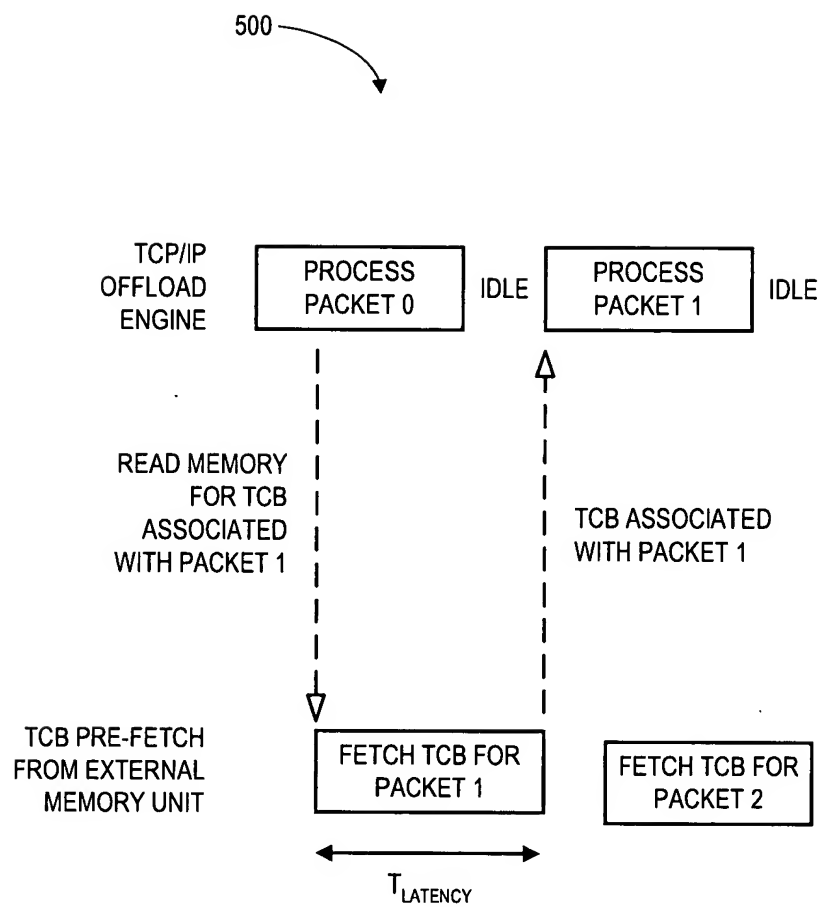 500
TCP/IP
OFFLOAD
ENGINE
PROCESS
PACKET 0
IDLE
PROCESS
PACKET 1
IDLE
READ MEMORY
FOR TCB
ASSOCIATED
WITH PACKET 1
TCB ASSOCIATED
WITH PACKET 1
TCB PRE-FETCH
FROM EXTERNAL
MEMORY UNIT
FETCH TCB FOR
PACKET 1
FETCH TCB FOR
PACKET 2
TLATENCY